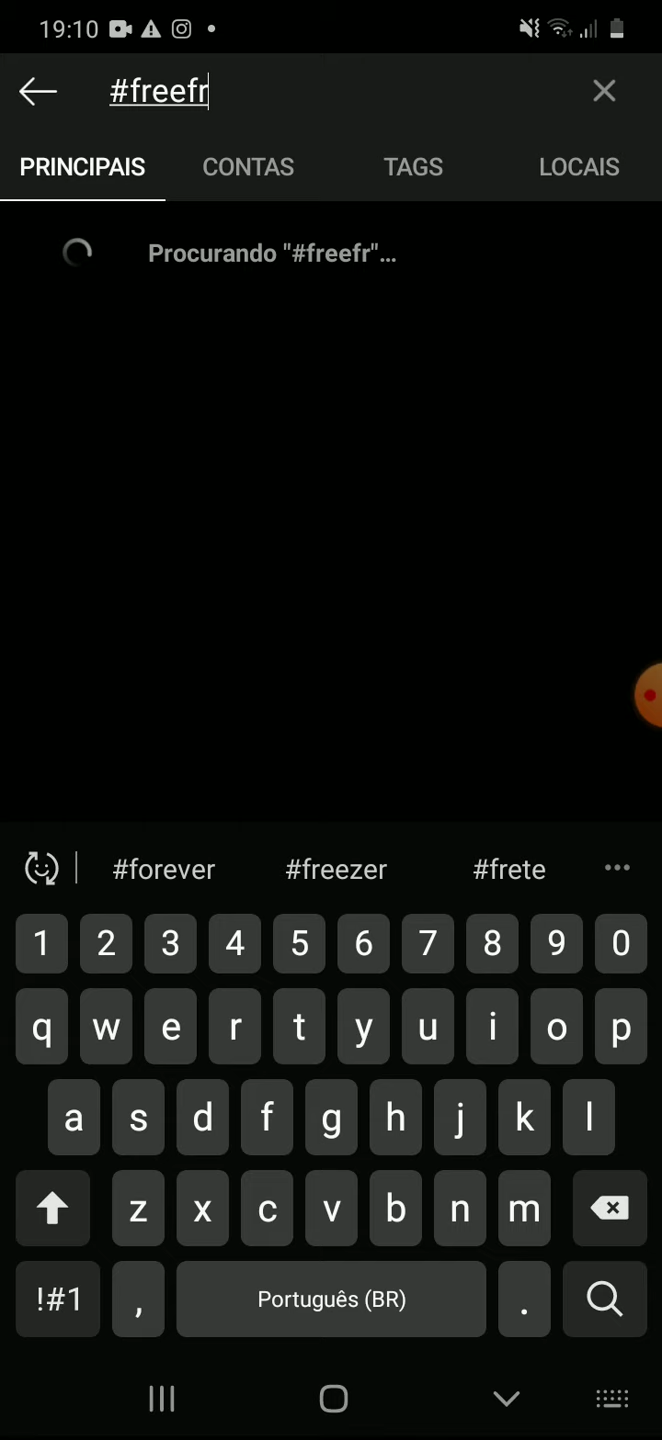 19:10
#freefr
PRINCIPAIS CONTAS TAGS LOCAIS
Procurando "#freefr"...
#forever #freezer #frete
1 2 3 4 5 6 7 8 9 0
q w e r t y u i o p
a s d f g h j k l
z x c v b n m
!#1 , Português (BR) .